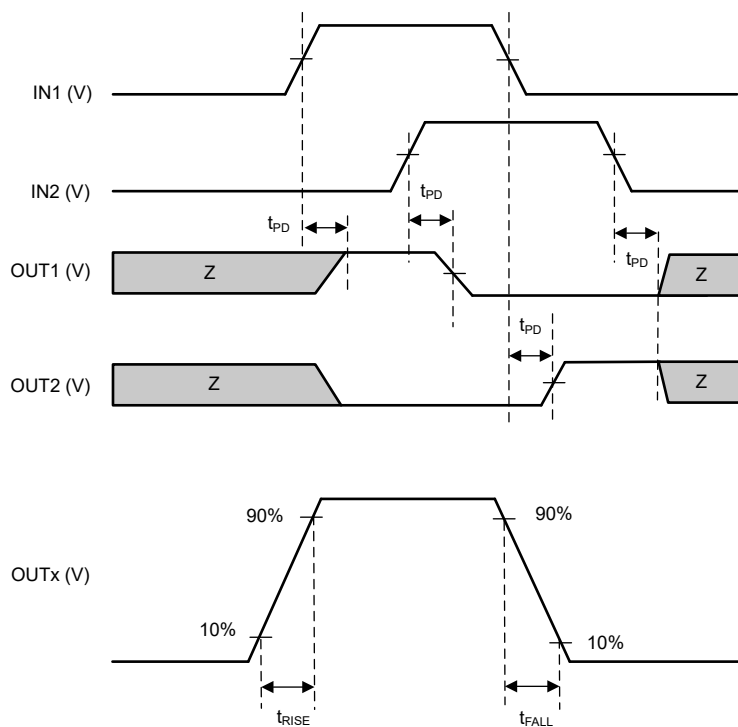 IN1 (V)
IN2 (V)
tPD
tPD
OUT1 (V)
Z
tPD
Z
tPD
OUT2 (V)
Z
Z
90%
90%
OUTx (V)
10%
10%
tRISE
tFALL